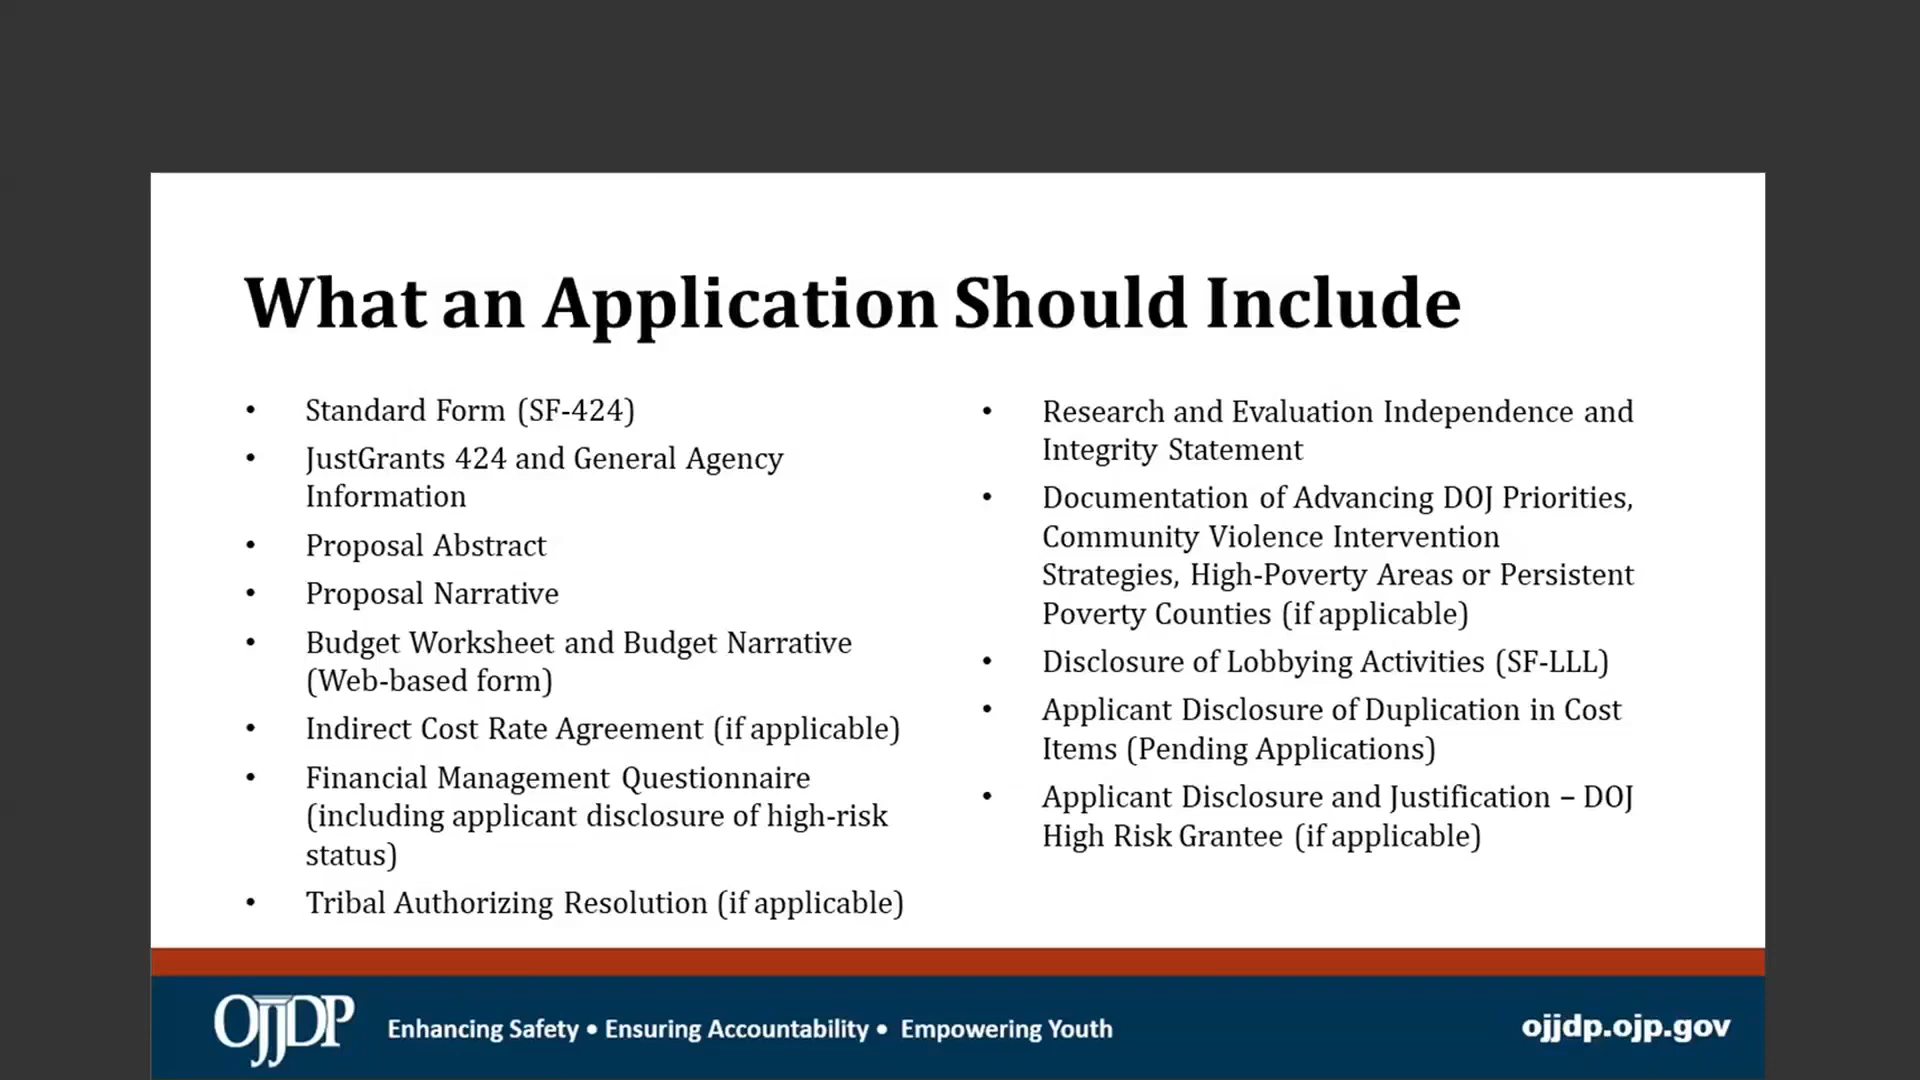 What an Application Should Include
• Standard Form (SF-424)
• JustGrants 424 and General Agency
Information
• Proposal Abstract
• Proposal Narrative
• Budget Worksheet and Budget Narrative
(Web-based form)
• Indirect Cost Rate Agreement (if applicable)
• Financial Management Questionnaire
(including applicant disclosure of high-risk
status)
• Tribal Authorizing Resolution (if applicable)
• Research and Evaluation Independence and
Integrity Statement
• Documentation of Advancing DOJ Priorities,
Community Violence Intervention
Strategies, High-Poverty Areas or Persistent
Poverty Counties (if applicable)
• Disclosure of Lobbying Activities (SF-LLL)
• Applicant Disclosure of Duplication in Cost
Items (Pending Applications)
• Applicant Disclosure and Justification – DOJ
High Risk Grantee (if applicable)
OJJDP
Enhancing Safety • Ensuring Accountability • Empowering Youth
ojjdp.ojp.gov